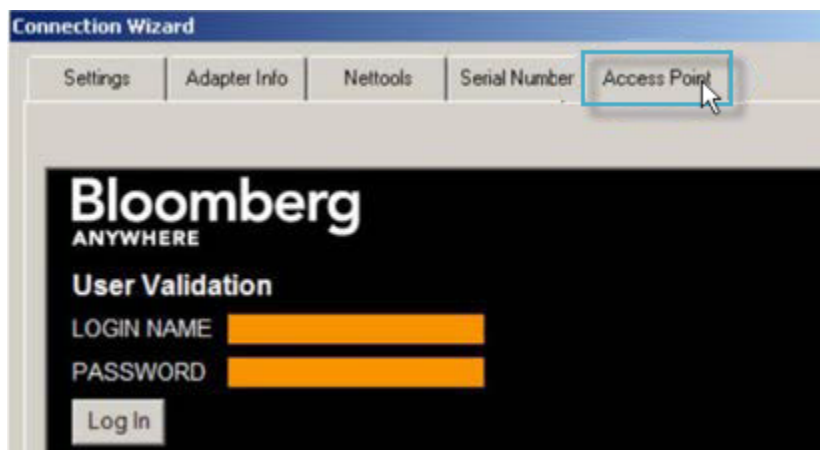 Connection Wizard
Settings Adapter Info Nettools Serial Number Access Point
Bloomberg
ANYWHERE
User Validation
LOGIN NAME
PASSWORD
Log In